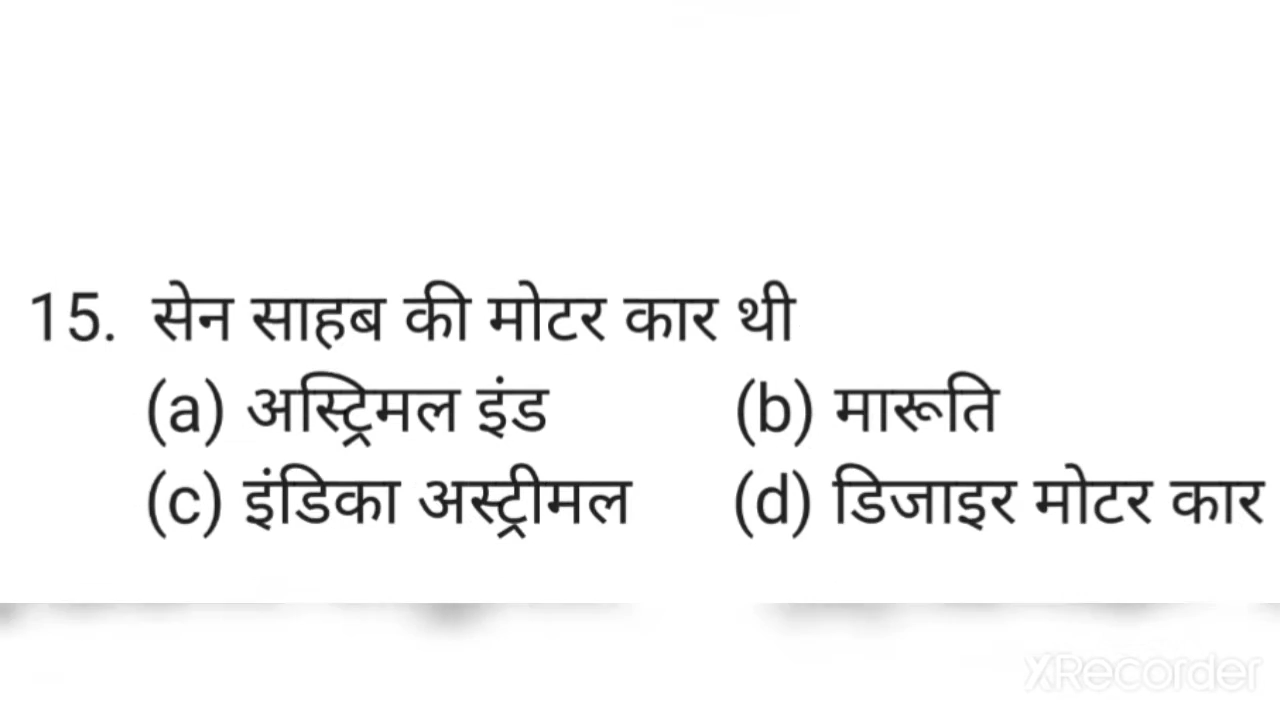 15. सेन साहब की मोटर कार थी
(a) अस्ट्रिमल इंड (b) मारूति
(c) इंडिका अस्ट्रीमल (d) डिजाइर मोटर कार
XRecorder